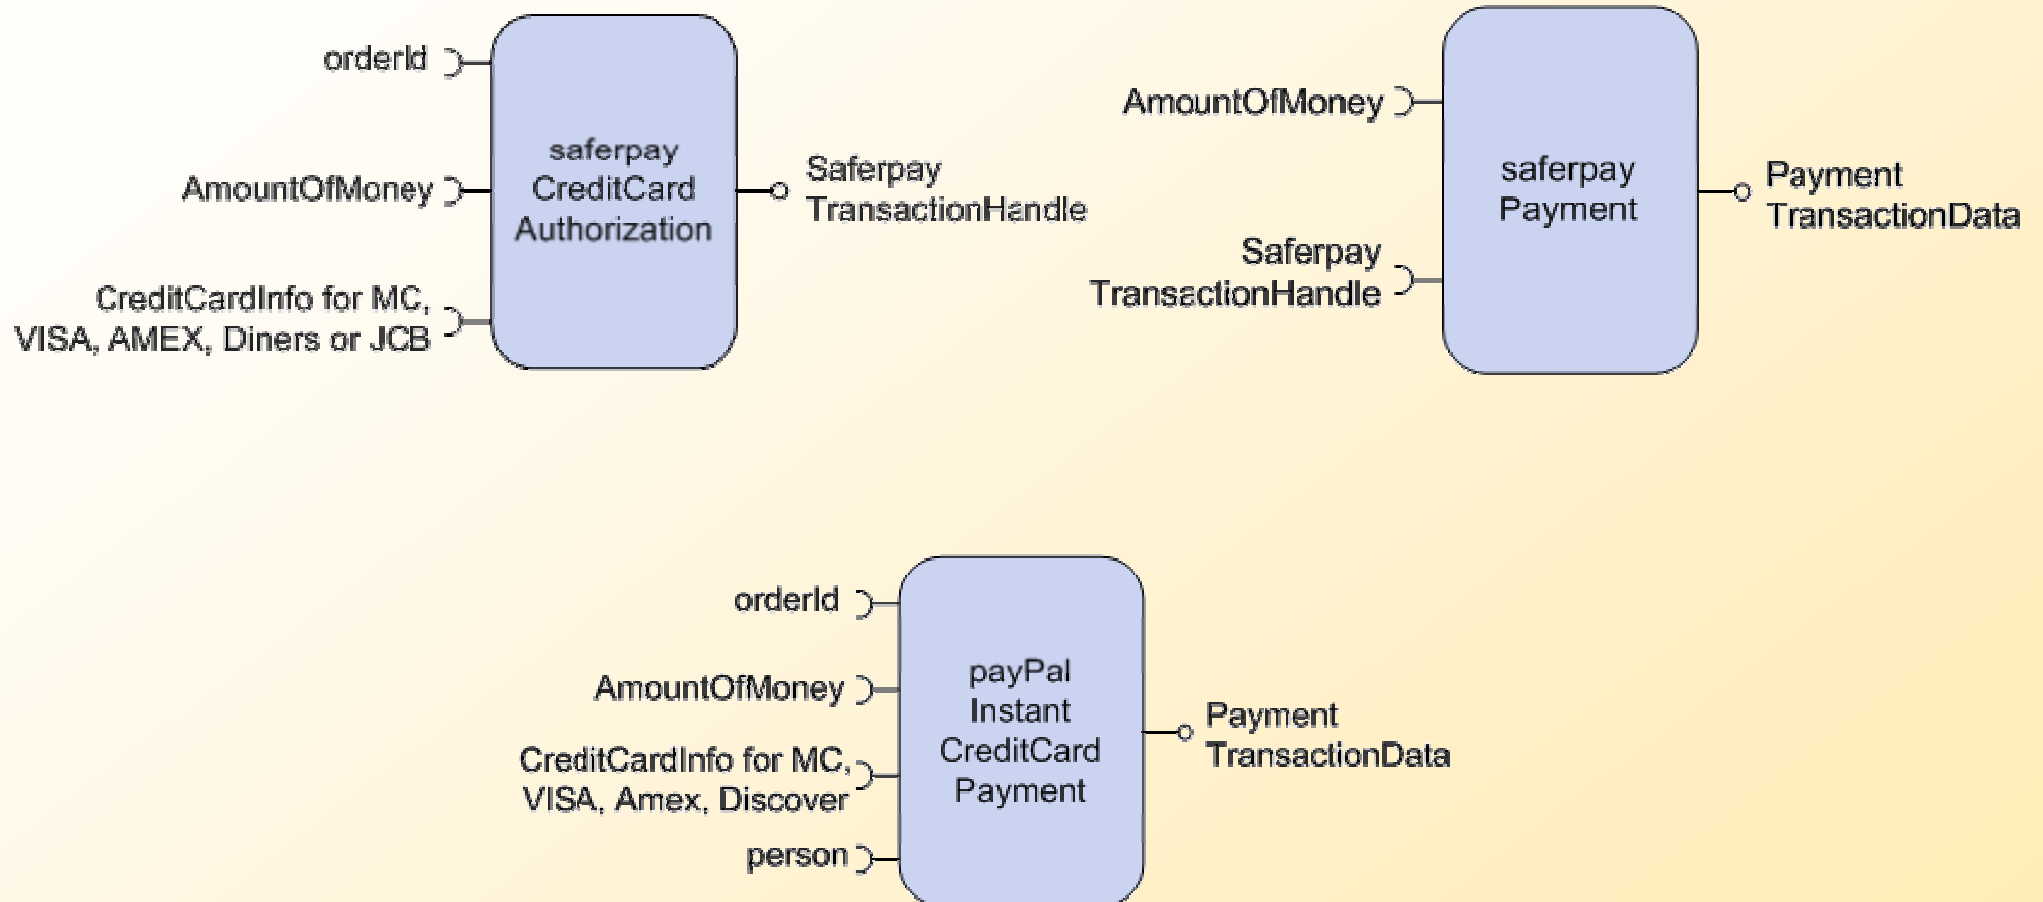 orderId
AmountOfMoney
CreditCardInfo for MC,
VISA, AMEX, Diners or JCB
saferpay
CreditCard
Authorization
Saferpay
TransactionHandle
AmountOfMoney
Saferpay
TransactionHandle
saferpay
Payment
Payment
TransactionData
orderId
AmountOfMoney
CreditCardInfo for MC,
VISA, Amex, Discover
person
payPal
Instant
CreditCard
Payment
Payment
TransactionData